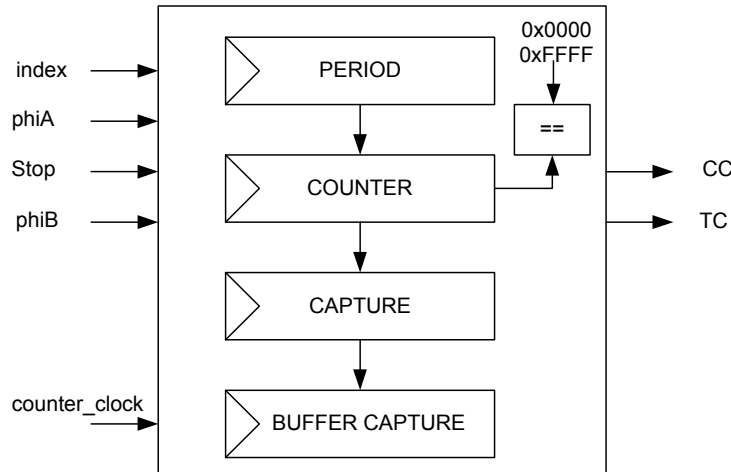 0x0000
0xFFFF
index
PERIOD
phiA
==
Stop
COUNTER
CC
phiB
TC
CAPTURE
counter_clock
BUFFER CAPTURE